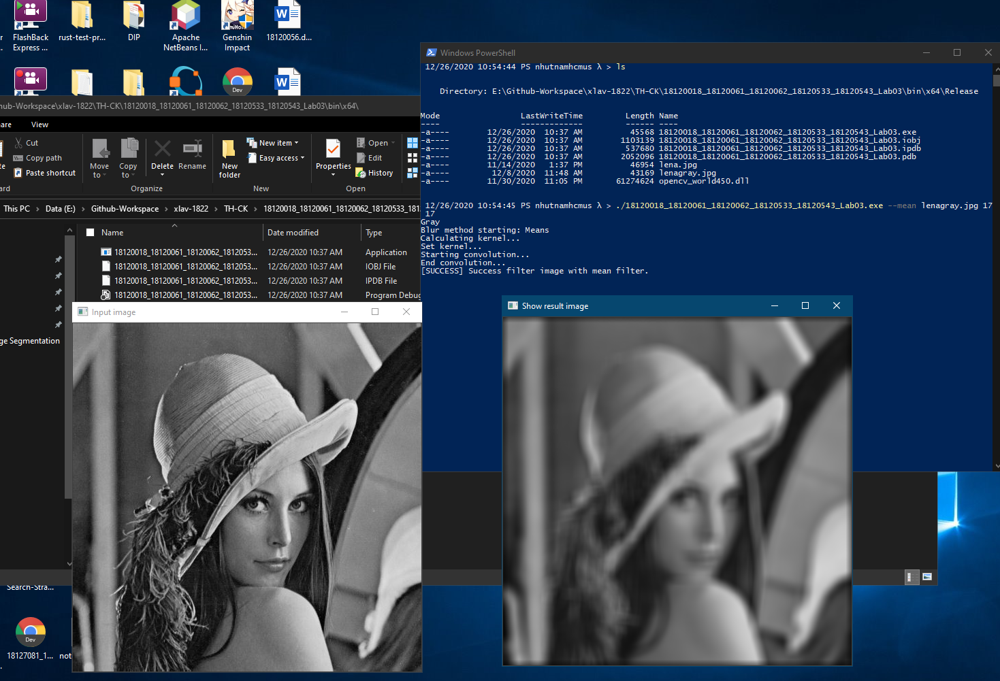 FlashBack
Express ...
rust-test-pr...
DIP
Apache
NetBeans I...
Genshin
Impact
18120056.d...
Dev
hub-Workspace\xlav-1822\TH-CK\18120018_18120061_18120062_18120533_18120543_Lab03\bin\x64\
are
View
Cut
Copy path
Paste shortcut
Move
to
Copy
to
Delete
Rename
New
folder
New item
Easy access
Properties
Open
Edit
History
ard
Organize
New
Open
This PC > Data (E:) > Github-Workspace > xlav-1822 > TH-CK > 18120018_18120061_18120062_18120533_181
Name
Date modified
Type
18120018_18120061_18120062_1812053... 12/26/2020 10:37 AM Application
18120018_18120061_18120062_1812053... 12/26/2020 10:37 AM IOBJ File
18120018_18120061_18120062_1812053... 12/26/2020 10:37 AM IPDB File
18120018_18120061_18120062_1812053... 12/26/2020 10:37 AM Program Debug
ge Segmentation
Input image
Windows PowerShell
12/26/2020 10:54:44 PS nhutnamhcmus λ > ls
Directory: E:\Github-Workspace\xlav-1822\TH-CK\18120018_18120061_18120062_18120533_18120543_Lab03\bin\x64\Release
Mode LastWriteTime Length Name
---- ------------- ------ ----
-a---- 12/26/2020 10:37 AM 45568 18120018_18120061_18120062_18120533_18120543_Lab03.exe
-a---- 12/26/2020 10:37 AM 1103139 18120018_18120061_18120062_18120533_18120543_Lab03.iobj
-a---- 12/26/2020 10:37 AM 537680 18120018_18120061_18120062_18120533_18120543_Lab03.ipdb
-a---- 12/26/2020 10:37 AM 2052096 18120018_18120061_18120062_18120533_18120543_Lab03.pdb
-a---- 11/14/2020 1:37 PM 46954 lena.jpg
-a---- 12/8/2020 11:48 AM 43169 lenagray.jpg
-a---- 11/30/2020 11:05 PM 61274624 opencv_world450.dll
12/26/2020 10:54:45 PS nhutnamhcmus λ > ./18120018_18120061_18120062_18120533_18120543_Lab03.exe --mean lenagray.jpg 17
17
Gray
Blur method starting: Means
Calculating kernel...
Set kernel...
Starting convolution...
End convolution...
[SUCCESS] Success filter image with mean filter.
Show result image
Search-Stra...
Dev
18127081_1...
not